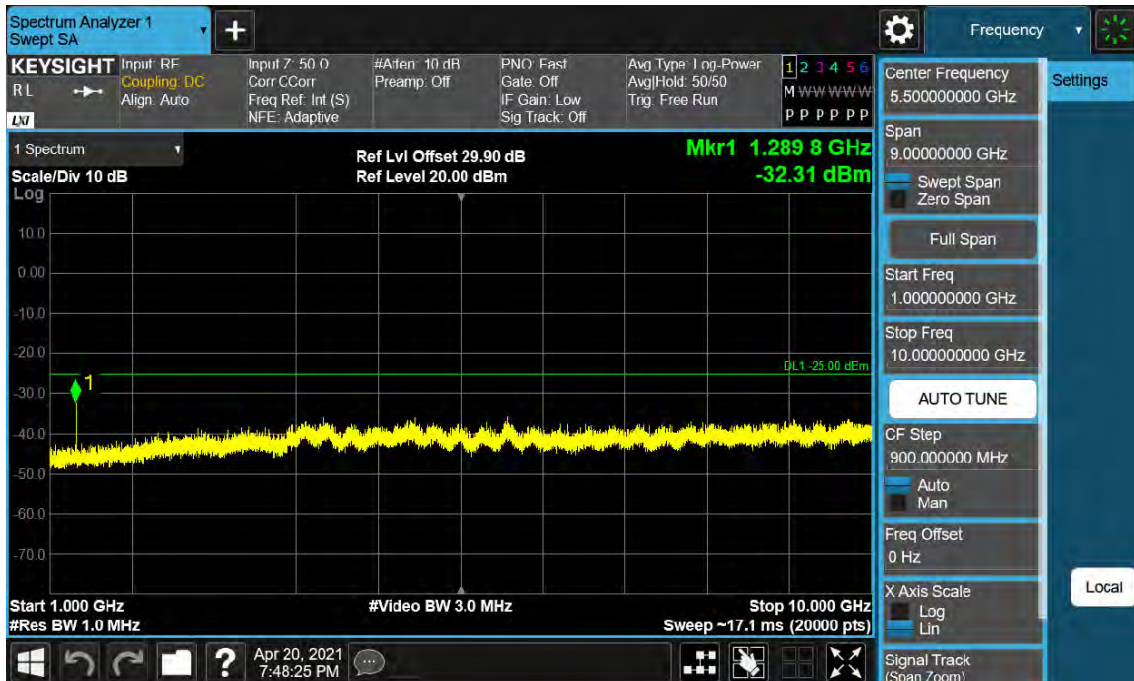 Spectrum Analyzer 1
Swept SA
+
Frequency
KEYSIGHT
R L
LXI
Input: RF
Coupling: DC
Align: Auto
Input Z: 50 Ω
Corr CCorr
Freq Ref: Int (S)
NFE: Adaptive
#Atten: 10 dB
Preamp: Off
PNO: Fast
Gate: Off
IF Gain: Low
Sig Track: Off
Avg Type: Log-Power
Avg|Hold: 50/50
Trig: Free Run
1 2 3 4 5 6
M W W W W W
P P P P P P
1 Spectrum
Scale/Div 10 dB
Ref Lvl Offset 29.90 dB
Ref Level 20.00 dBm
Mkr1 1.289 8 GHz
-32.31 dBm
Log
10.0
0.00
-10.0
-20.0
DL1 -25.00 dBm
1
-30.0
-40.0
-50.0
-60.0
-70.0
Start 1.000 GHz
#Video BW 3.0 MHz
Stop 10.000 GHz
#Res BW 1.0 MHz
Sweep ~17.1 ms (20000 pts)
Center Frequency
5.500000000 GHz
Settings
Span
9.00000000 GHz
Swept Span
Zero Span
Full Span
Start Freq
1.000000000 GHz
Stop Freq
10.000000000 GHz
AUTO TUNE
CF Step
900.000000 MHz
Auto
Man
Freq Offset
0 Hz
X Axis Scale
Log
Lin
Local
Signal Track
(Span Zoom)
?
Apr 20, 2021
7:48:25 PM